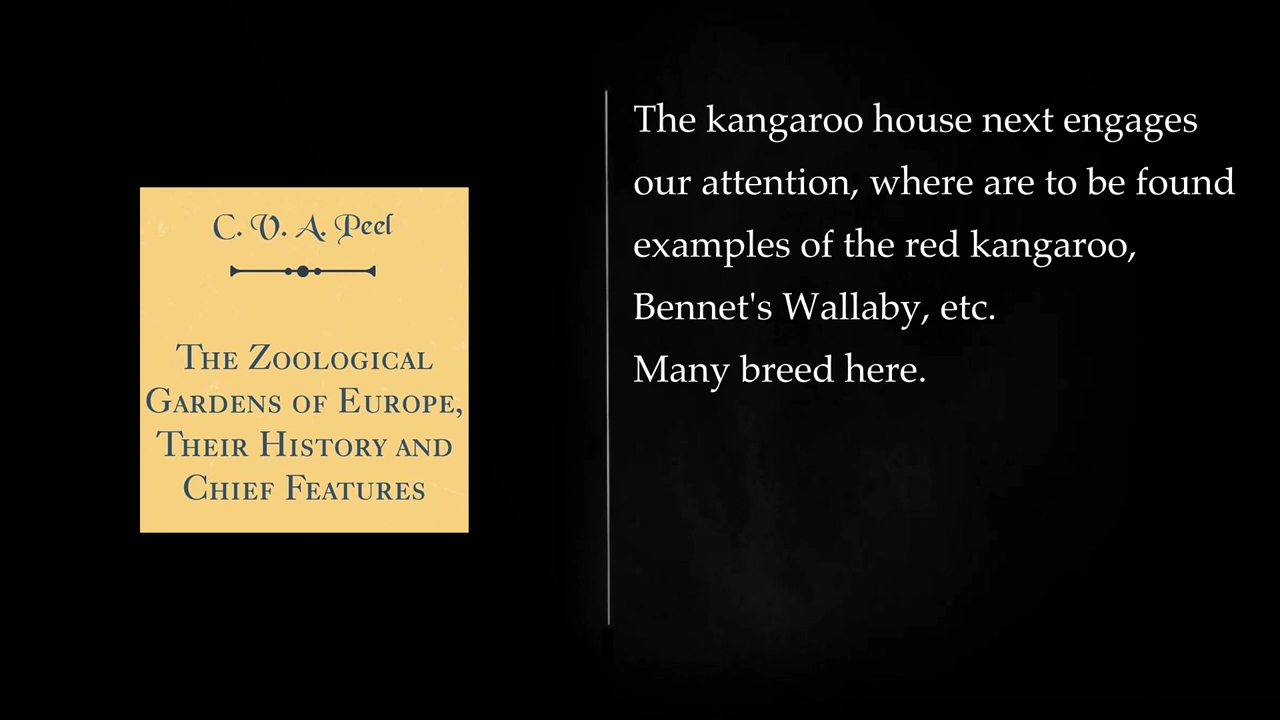 C. V. A. Peel
The Zoological
Gardens of Europe,
Their History and
Chief Features
The kangaroo house next engages
our attention, where are to be found
examples of the red kangaroo,
Bennet's Wallaby, etc.
Many breed here.